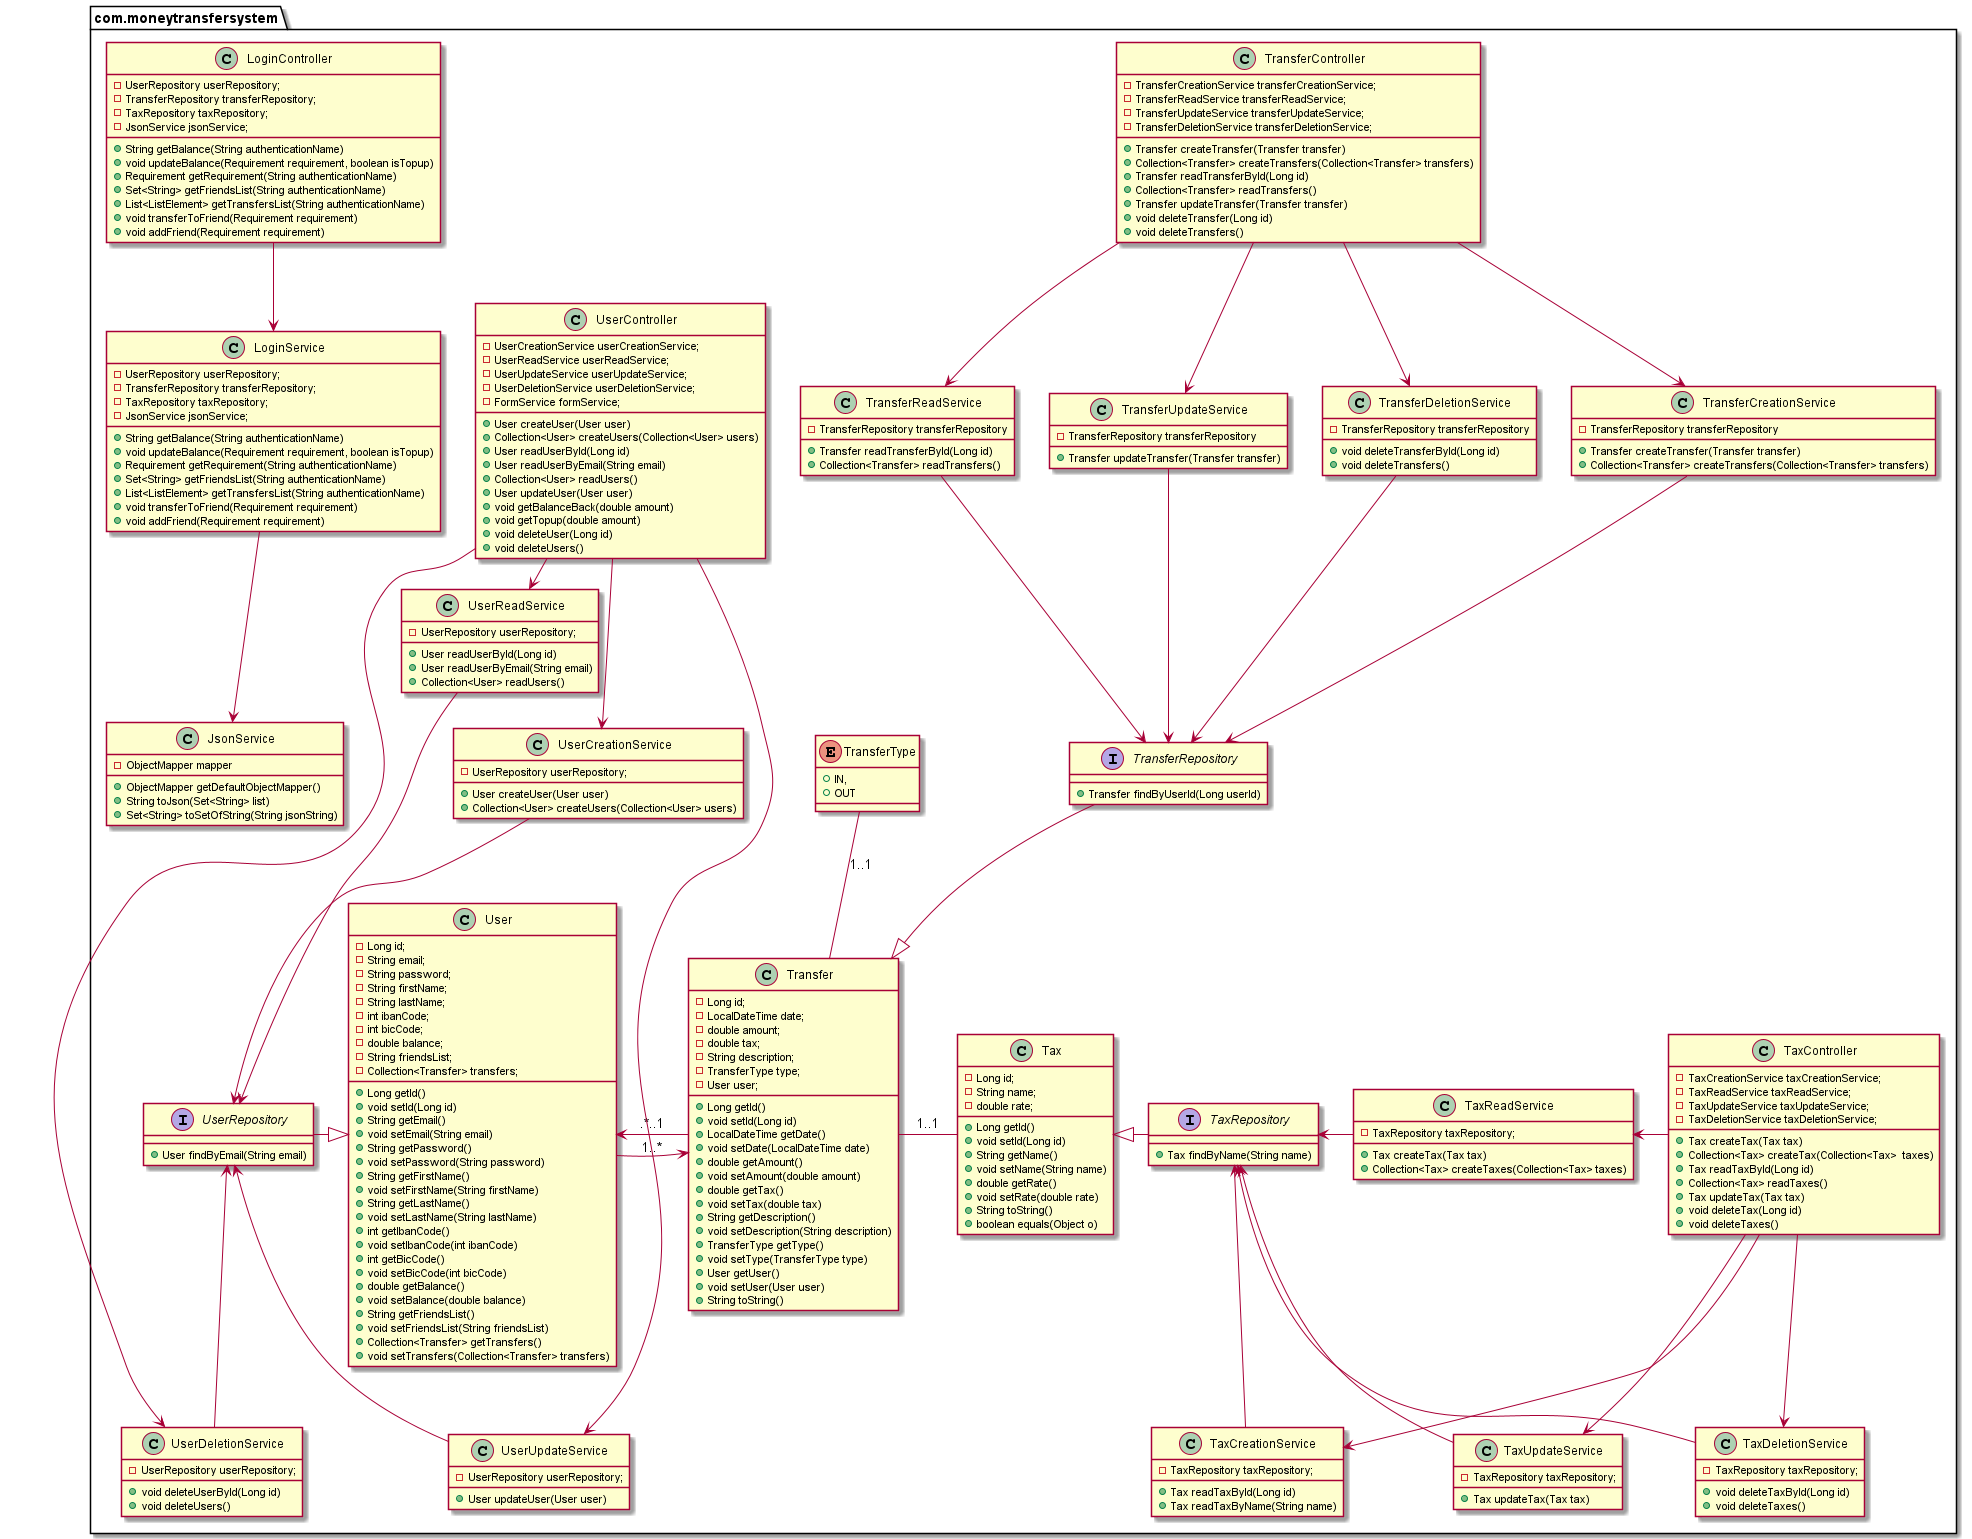 com.moneytransfersystem
C LoginController
UserRepository userRepository;
TransferRepository transferRepository;
TaxRepository taxRepository;
JsonService jsonService;
String getBalance(String authenticationName)
void updateBalance(Requirement requirement, boolean isTopup)
Requirement getRequirement(String authenticationName)
Set<String> getFriendsList(String authenticationName)
List<ListElement> getTransfersList(String authenticationName)
void transferToFriend(Requirement requirement)
void addFriend(Requirement requirement)
C TransferController
TransferCreationService transferCreationService;
TransferReadService transferReadService;
TransferUpdateService transferUpdateService;
TransferDeletionService transferDeletionService;
Transfer createTransfer(Transfer transfer)
Collection<Transfer> createTransfers(Collection<Transfer> transfers)
Transfer readTransferById(Long id)
Collection<Transfer> readTransfers()
Transfer updateTransfer(Transfer transfer)
void deleteTransfer(Long id)
void deleteTransfers()
C LoginService
UserRepository userRepository;
TransferRepository transferRepository;
TaxRepository taxRepository;
JsonService jsonService;
String getBalance(String authenticationName)
void updateBalance(Requirement requirement, boolean isTopup)
Requirement getRequirement(String authenticationName)
Set<String> getFriendsList(String authenticationName)
List<ListElement> getTransfersList(String authenticationName)
void transferToFriend(Requirement requirement)
void addFriend(Requirement requirement)
C UserController
UserCreationService userCreationService;
UserReadService userReadService;
UserUpdateService userUpdateService;
UserDeletionService userDeletionService;
FormService formService;
User createUser(User user)
Collection<User> createUsers(Collection<User> users)
User readUserById(Long id)
User readUserByEmail(String email)
Collection<User> readUsers()
User updateUser(User user)
void getBalanceBack(double amount)
void getTopup(double amount)
void deleteUser(Long id)
void deleteUsers()
C TransferReadService
TransferRepository transferRepository
Transfer readTransferById(Long id)
Collection<Transfer> readTransfers()
C TransferUpdateService
TransferRepository transferRepository
Transfer updateTransfer(Transfer transfer)
C TransferDeletionService
TransferRepository transferRepository
void deleteTransferById(Long id)
void deleteTransfers()
C TransferCreationService
TransferRepository transferRepository
Transfer createTransfer(Transfer transfer)
Collection<Transfer> createTransfers(Collection<Transfer> transfers)
C UserReadService
UserRepository userRepository;
User readUserById(Long id)
User readUserByEmail(String email)
Collection<User> readUsers()
C JsonService
ObjectMapper mapper
ObjectMapper getDefaultObjectMapper()
String toJson(Set<String> list)
Set<String> toSetOfString(String jsonString)
C UserCreationService
UserRepository userRepository;
User createUser(User user)
Collection<User> createUsers(Collection<User> users)
E TransferType
IN,
OUT
I TransferRepository
Transfer findByUserId(Long userId)
1..1
C User
Long id;
String email;
String password;
String firstName;
String lastName;
int ibanCode;
int bicCode;
double balance;
String friendsList;
Collection<Transfer> transfers;
Long getId()
void setId(Long id)
String getEmail()
void setEmail(String email)
String getPassword()
void setPassword(String password)
String getFirstName()
void setFirstName(String firstName)
String getLastName()
void setLastName(String lastName)
int getIbanCode()
void setIbanCode(int ibanCode)
int getBicCode()
void setBicCode(int bicCode)
double getBalance()
void setBalance(double balance)
String getFriendsList()
void setFriendsList(String friendsList)
Collection<Transfer> getTransfers()
void setTransfers(Collection<Transfer> transfers)
C Transfer
Long id;
LocalDateTime date;
double amount;
double tax;
String description;
TransferType type;
User user;
Long getId()
void setId(Long id)
LocalDateTime getDate()
void setDate(LocalDateTime date)
double getAmount()
void setAmount(double amount)
double getTax()
void setTax(double tax)
String getDescription()
void setDescription(String description)
TransferType getType()
void setType(TransferType type)
User getUser()
void setUser(User user)
String toString()
.*..1
1..*
1..1
C Tax
Long id;
String name;
double rate;
Long getId()
void setId(Long id)
String getName()
void setName(String name)
double getRate()
void setRate(double rate)
String toString()
boolean equals(Object o)
I UserRepository
User findByEmail(String email)
I TaxRepository
Tax findByName(String name)
C TaxReadService
TaxRepository taxRepository;
Tax createTax(Tax tax)
Collection<Tax> createTaxes(Collection<Tax> taxes)
C TaxController
TaxCreationService taxCreationService;
TaxReadService taxReadService;
TaxUpdateService taxUpdateService;
TaxDeletionService taxDeletionService;
Tax createTax(Tax tax)
Collection<Tax> createTax(Collection<Tax>  taxes)
Tax readTaxById(Long id)
Collection<Tax> readTaxes()
Tax updateTax(Tax tax)
void deleteTax(Long id)
void deleteTaxes()
C UserDeletionService
UserRepository userRepository;
void deleteUserById(Long id)
void deleteUsers()
C UserUpdateService
UserRepository userRepository;
User updateUser(User user)
C TaxCreationService
TaxRepository taxRepository;
Tax readTaxById(Long id)
Tax readTaxByName(String name)
C TaxUpdateService
TaxRepository taxRepository;
Tax updateTax(Tax tax)
C TaxDeletionService
TaxRepository taxRepository;
void deleteTaxById(Long id)
void deleteTaxes()